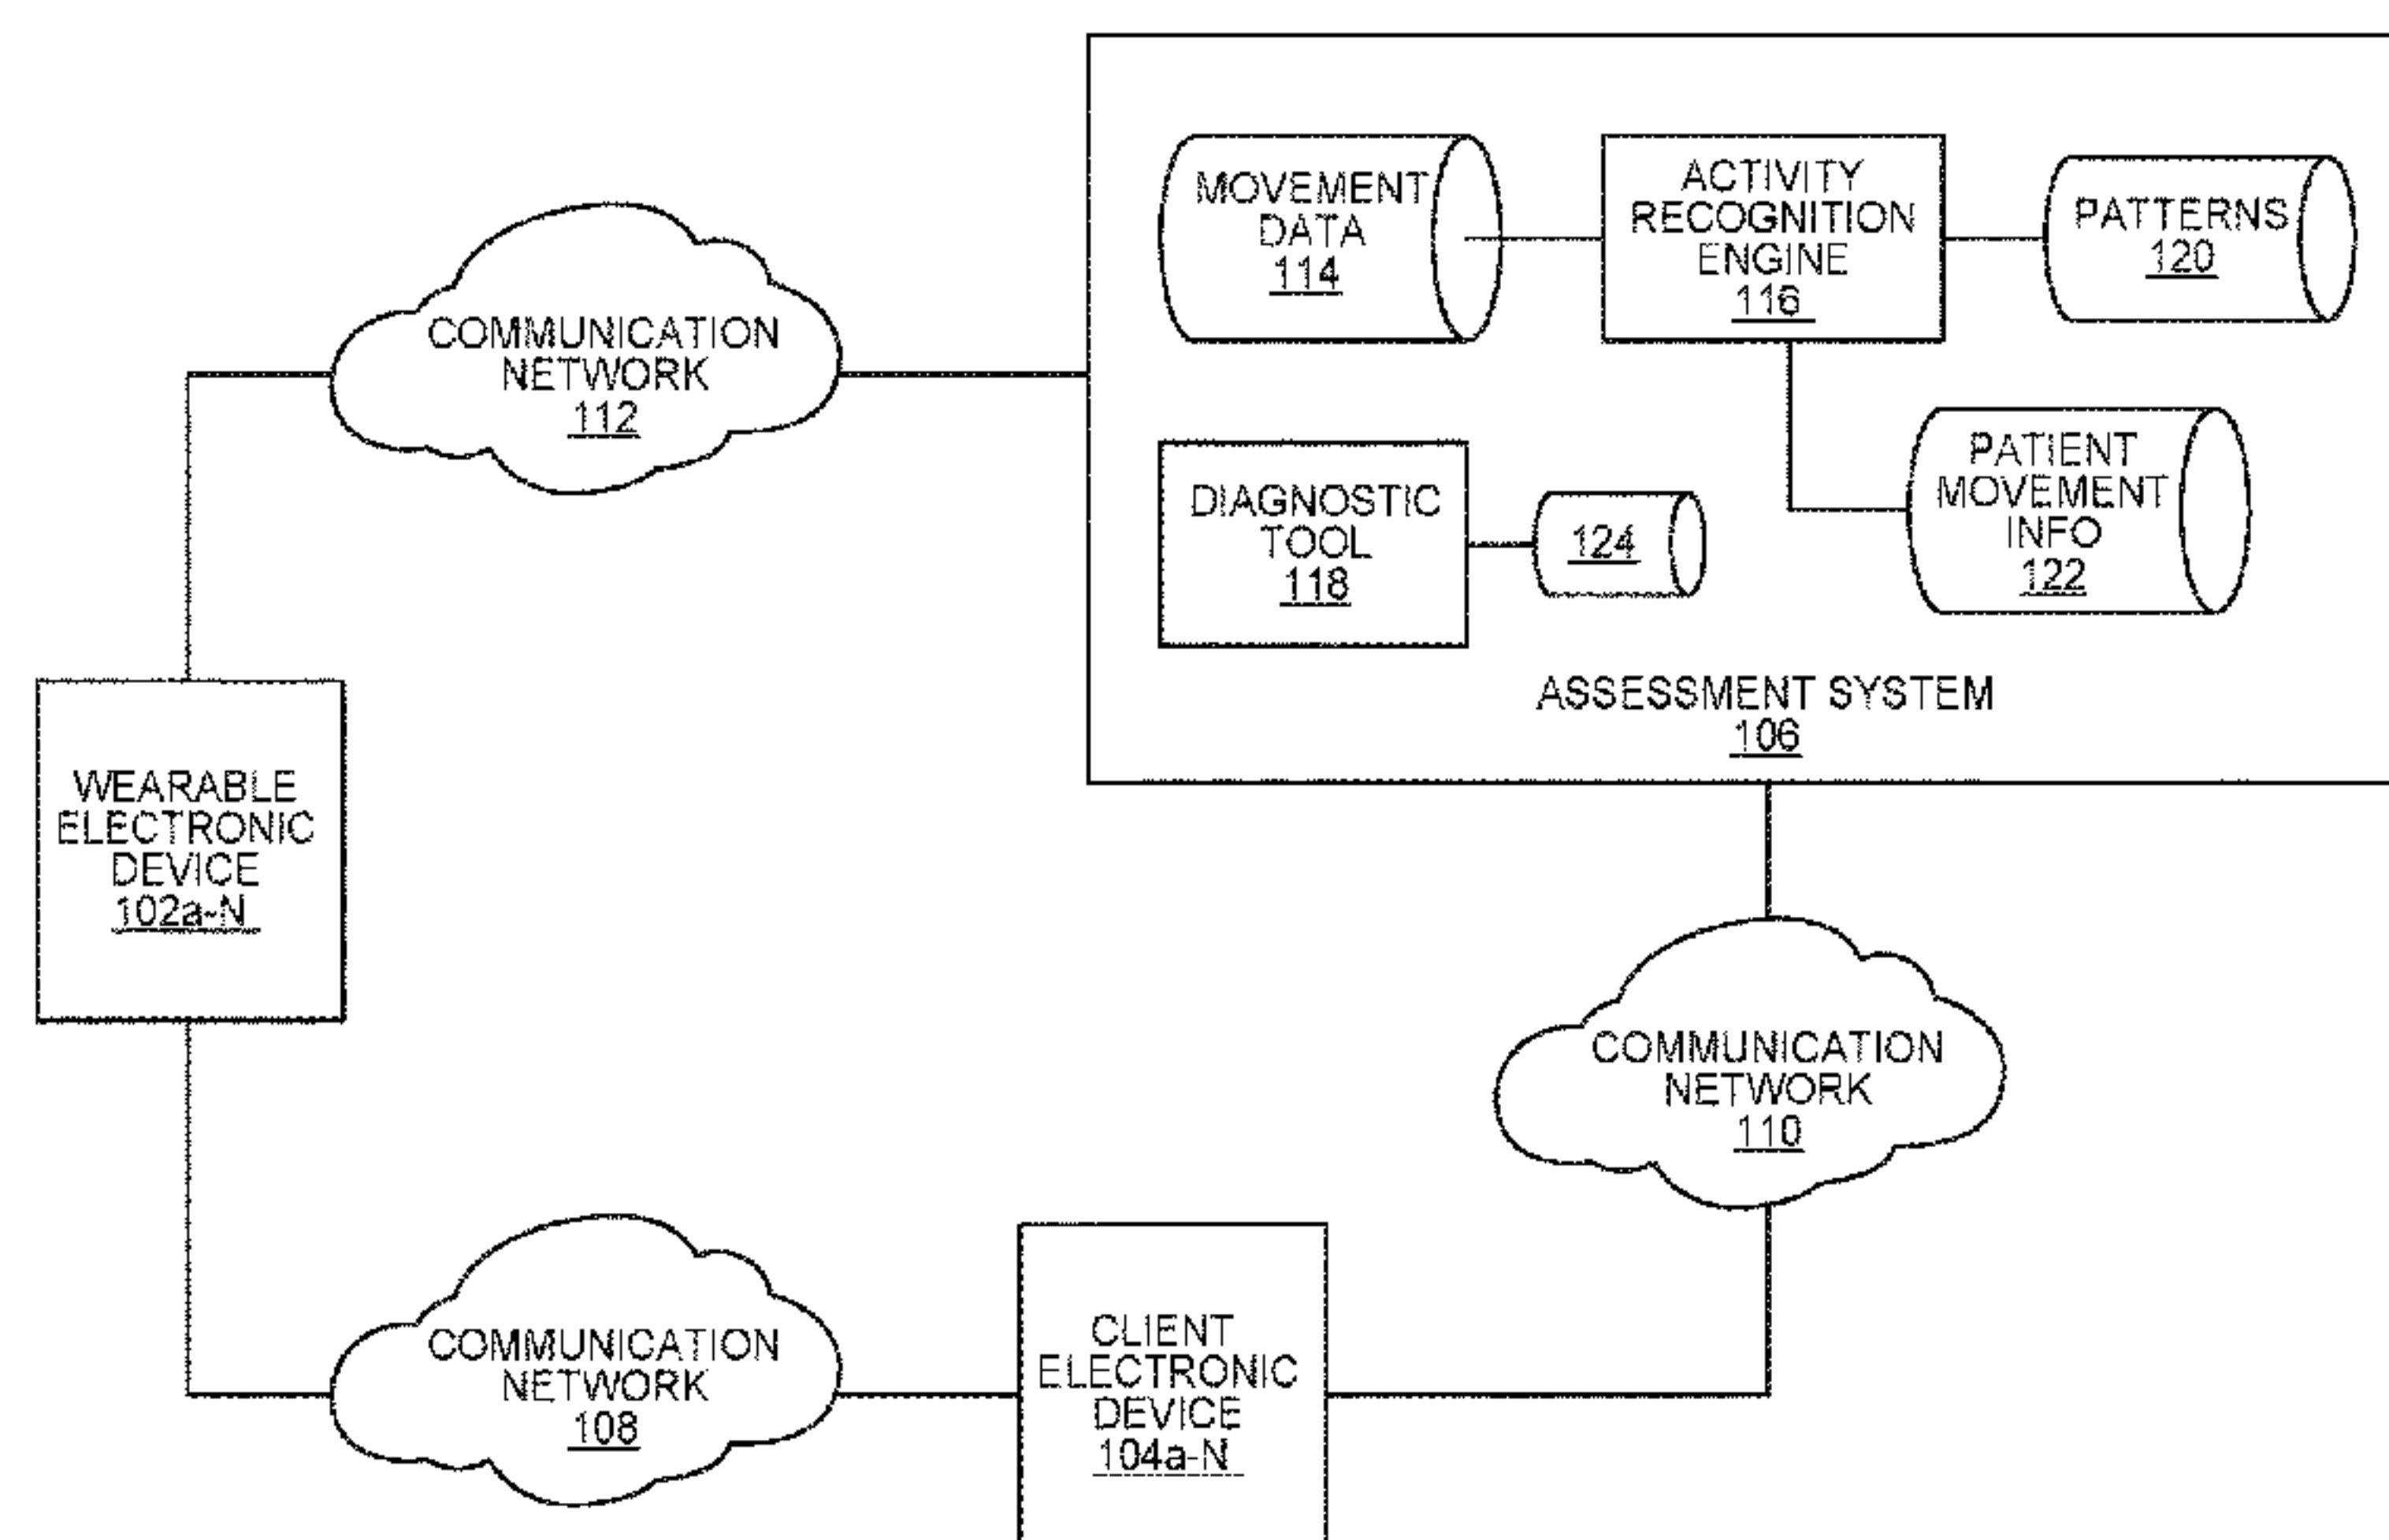 MOVEMENT
DATA
114
ACTIVITY
RECOGNITION
ENGINE
116
PATTERNS
120
COMMUNICATION
NETWORK
112
DIAGNOSTIC
TOOL
118
124
PATIENT
MOVEMENT
INFO
122
ASSESSMENT SYSTEM
106
WEARABLE
ELECTRONIC
DEVICE
102a-N
COMMUNICATION
NETWORK
110
COMMUNICATION
NETWORK
108
CLIENT
ELECTRONIC
DEVICE
104a-N